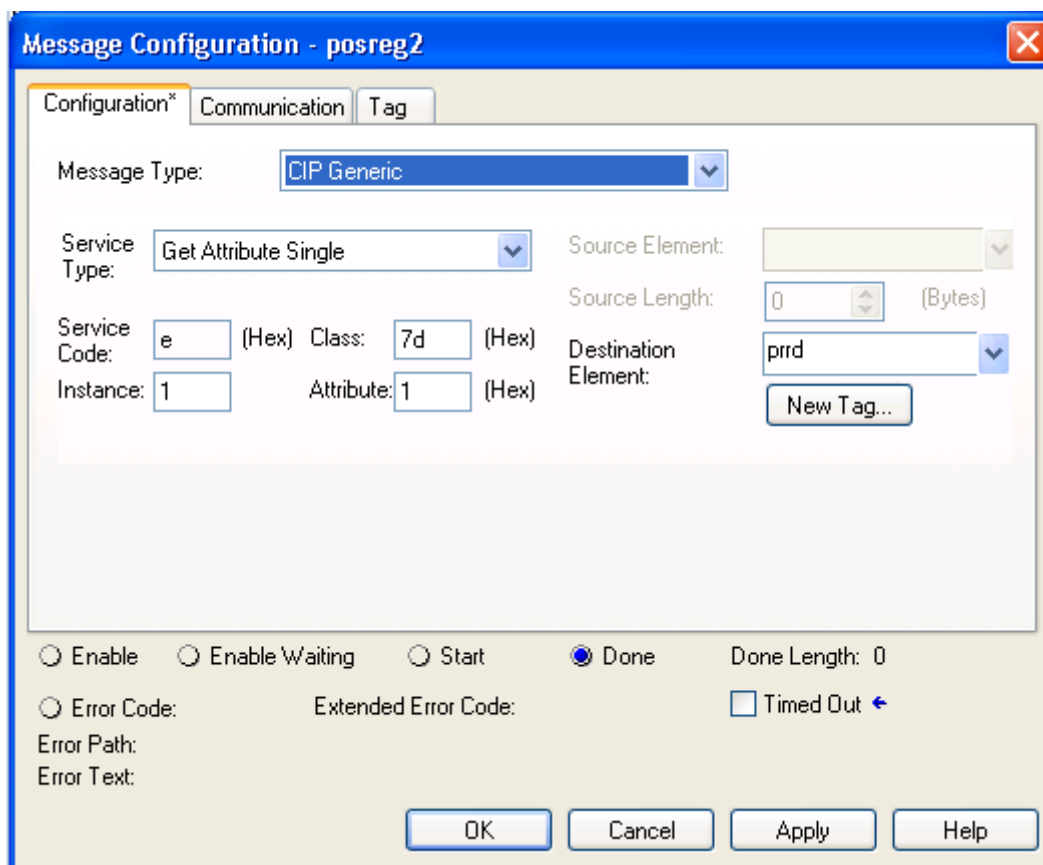 Message Configuration - posreg2
Configuration* Communication Tag
Message Type: CIP Generic
Service Type: Get Attribute Single
Source Element:
Source Length: 0 (Bytes)
Service Code: e (Hex) Class: 7d (Hex)
Destination Element: prrd
Instance: 1 Attribute: 1 (Hex)
New Tag...
Enable Enable Waiting Start Done Done Length: 0
Error Code: Extended Error Code: Timed Out
Error Path:
Error Text:
OK Cancel Apply Help